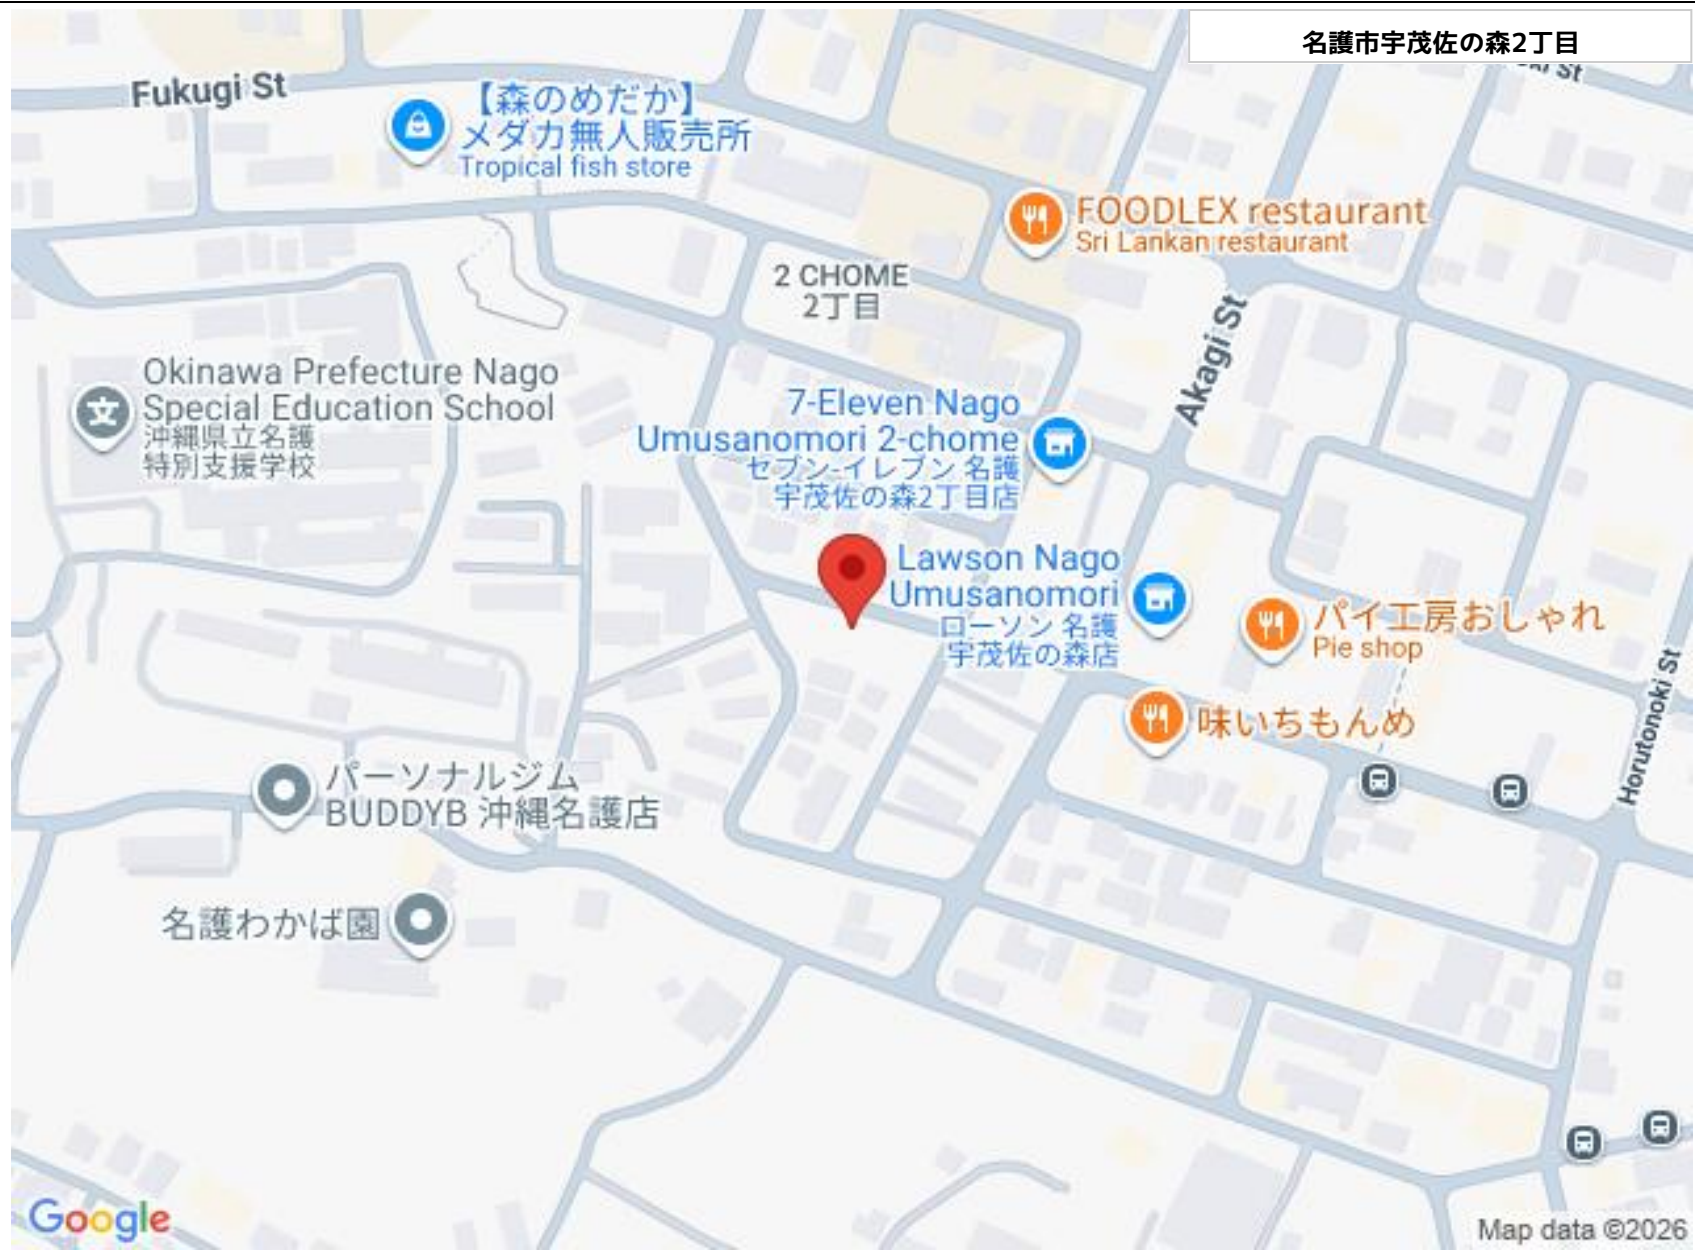 名護市宇茂佐の森2丁目
Fukugi St
【森のめだか】
メダカ無人販売所
Tropical fish store
FOODLEX restaurant
Sri Lankan restaurant
2 CHOME
2丁目
Akagi St
Okinawa Prefecture Nago
Special Education School
沖縄県立名護
特別支援学校
7-Eleven Nago
Umusanomori 2-chome
セブン-イレブン 名護
宇茂佐の森2丁目店
Lawson Nago
Umusanomori
ローソン 名護
宇茂佐の森店
パイ工房おしゃれ
Pie shop
Horutonoki St
味いちもんめ
パーソナルジム
BUDDYB 沖縄名護店
名護わかば園
Google
Map data ©2026